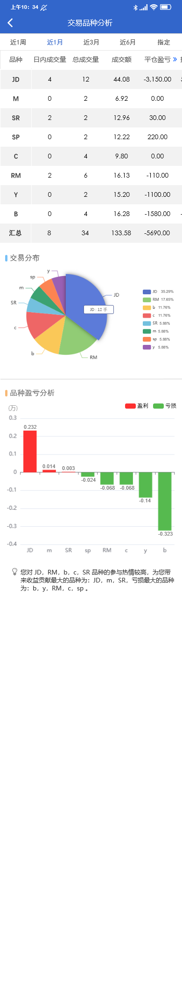 上午10：34
交易品种分析
近1周 近1月 近3月 近6月 指定
品种 日内成交量 总成交量 成交额 平仓盈亏 »
JD 4 12 44.08 -3,150.00
M 0 2 6.92 0.00
SR 2 2 12.96 30.00
SP 0 2 12.22 220.00
C 0 4 9.80 0.00
RM 2 6 16.13 -110.00
Y 0 2 15.20 -1100.00
B 0 4 16.28 -1580.00
汇总 8 34 133.58 -5690.00
交易分布
y
sp
m
SR
c
b
RM
JD
JD : 12 手
JD 35.29%
RM 17.65%
b 11.76%
c 11.76%
SR 5.88%
m 5.88%
sp 5.88%
y 5.88%
品种盈亏分析
(万)
盈利 亏损
0.3
0.2
0.1
0
-0.1
-0.2
-0.3
-0.4
0.232
0.014
0.003
-0.024
-0.068
-0.068
-0.14
-0.323
JD m SR sp RM c y b
您对 JD，RM，b，c，SR 品种的参与热情较高，为您带
来收益贡献最大的品种为：JD，m，SR，亏损最大的品种
为：b，y，RM，c，sp 。